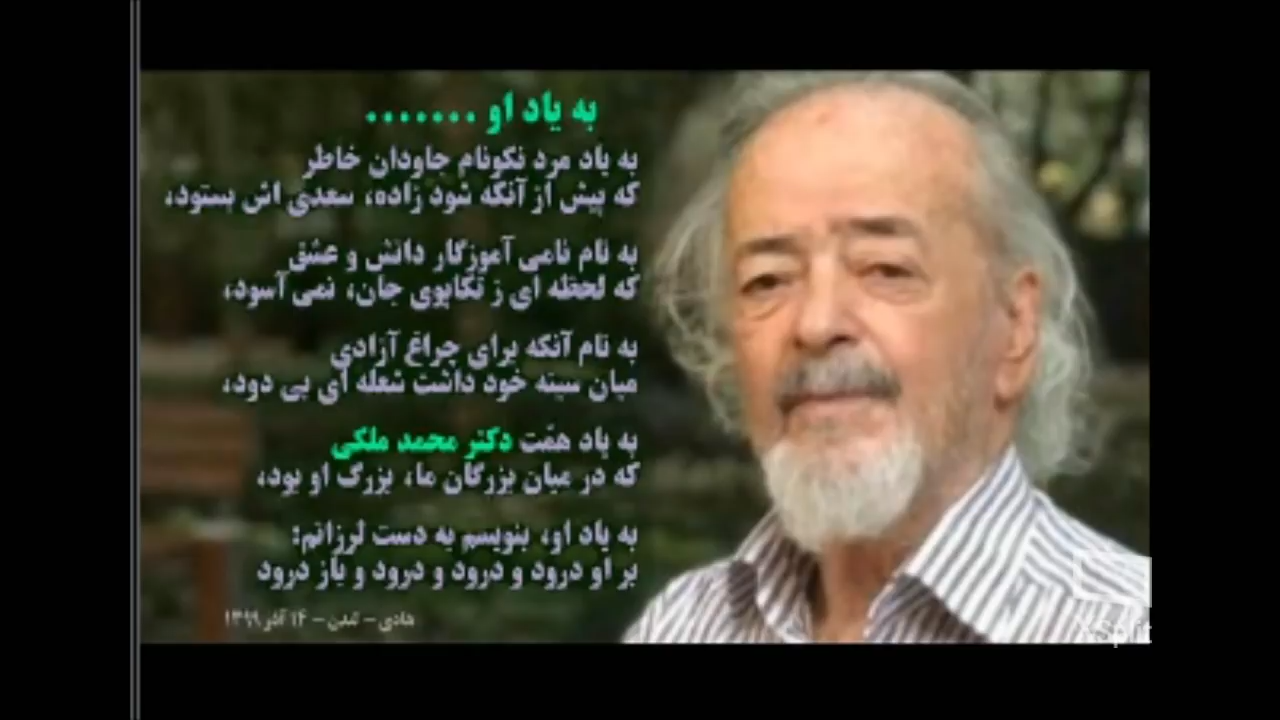 به یاد او .......
به یاد مرد نکونام جاودان خاطر
که پیش از آنکه شود زاده، سعدی اش بستود،
به نام نامی آموزگار دانش و عشق
که لحظه ای ز تکاپوی جان، نمی آسود،
به نام آنکه برای چراغ آزادی
میان سینه خود داشت شعله ای بی دود،
به یاد همّت دکتر محمد ملکی
که در میان بزرگان ما، بزرگ او بود،
به یاد او، بنویسم به دست لرزانم:
بر او درود و درود و درود و باز درود
هادی - لندن - ۱۴ آذر ۱۳۹۹
XSplit